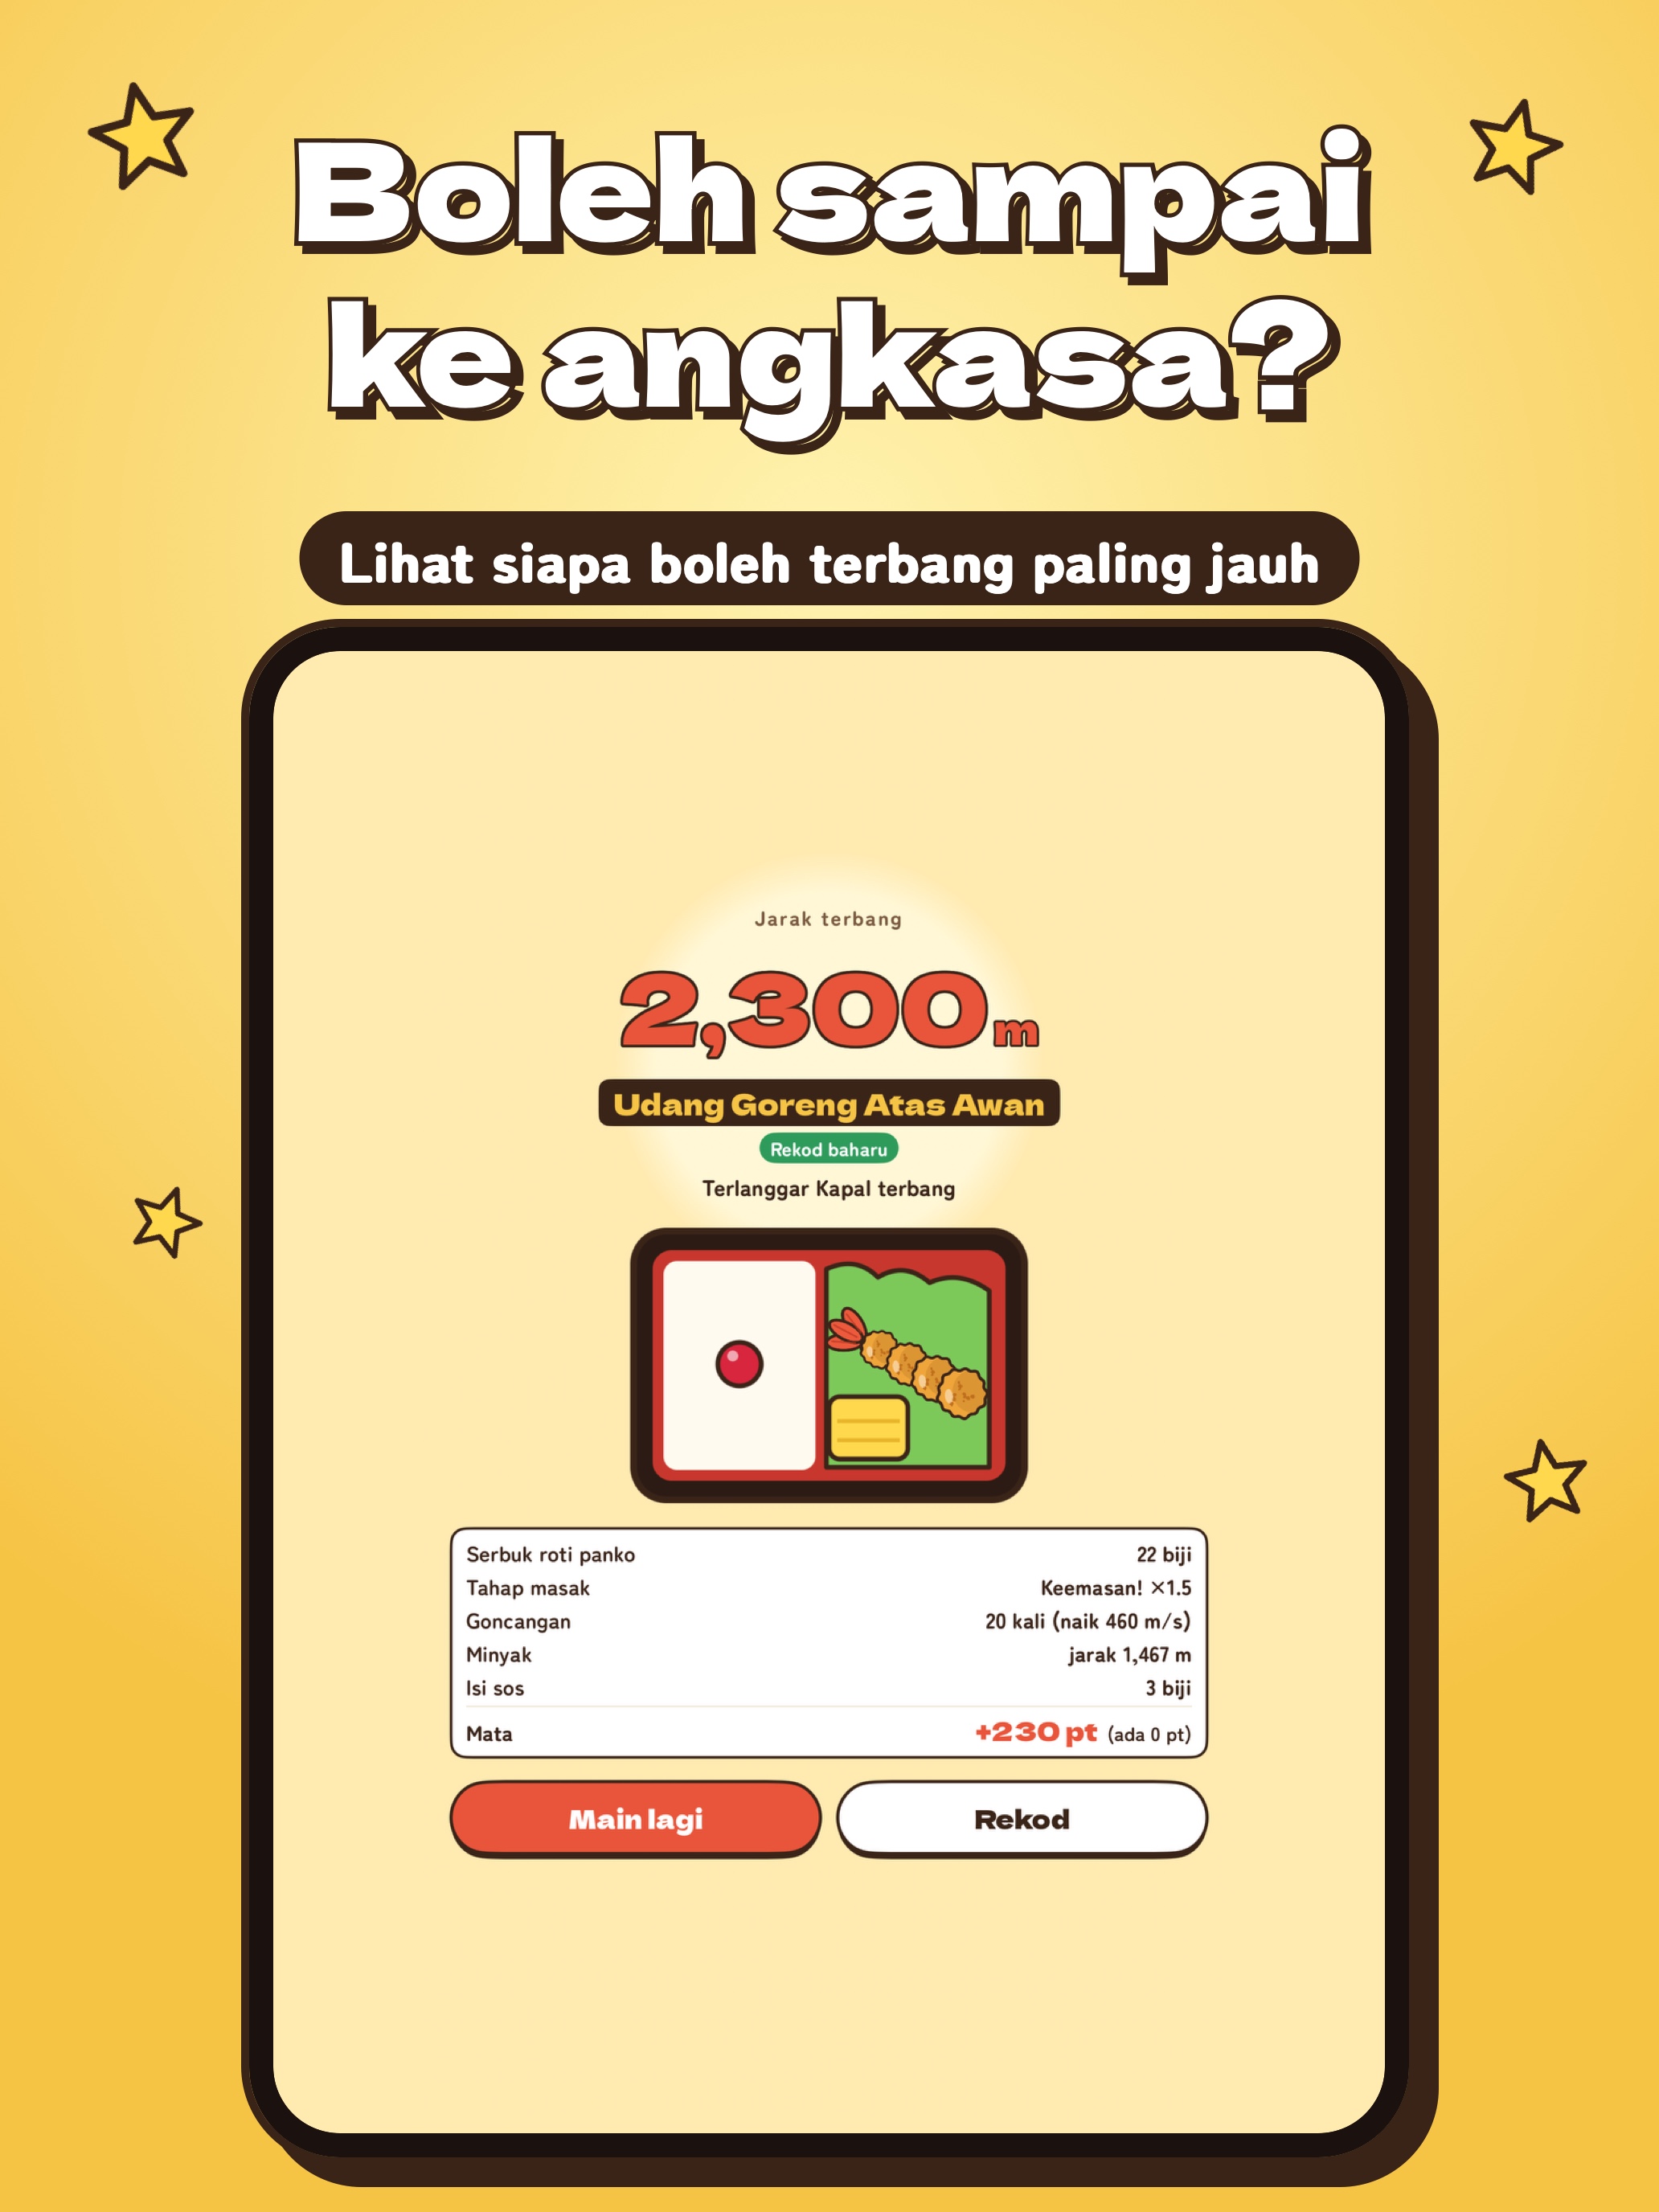 Boleh sampai
ke angkasa?
Lihat siapa boleh terbang paling jauh
Jarak terbang
2,300 m
Udang Goreng Atas Awan
Rekod baharu
Terlanggar Kapal terbang
Serbuk roti panko 22 biji
Tahap masak Keemasan! ×1.5
Goncangan 20 kali (naik 460 m/s)
Minyak jarak 1,467 m
Isi sos 3 biji
Mata +230 pt (ada 0 pt)
Main lagi Rekod